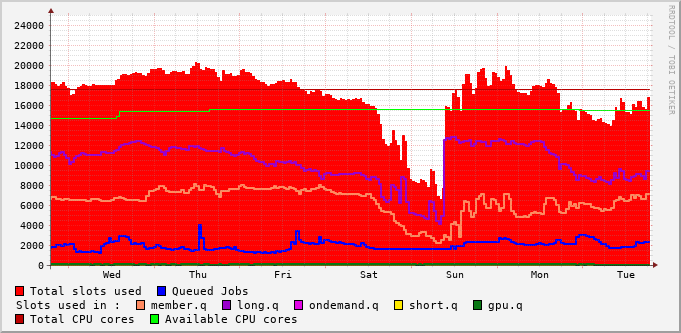 RRDTOOL / TOBI OETIKER
24000
22000
20000
18000
16000
14000
12000
10000
8000
6000
4000
2000
0
Wed Thu Fri Sat Sun Mon Tue
Total slots used Queued Jobs
Slots used in : member.q long.q ondemand.q short.q gpu.q
Total CPU cores Available CPU cores